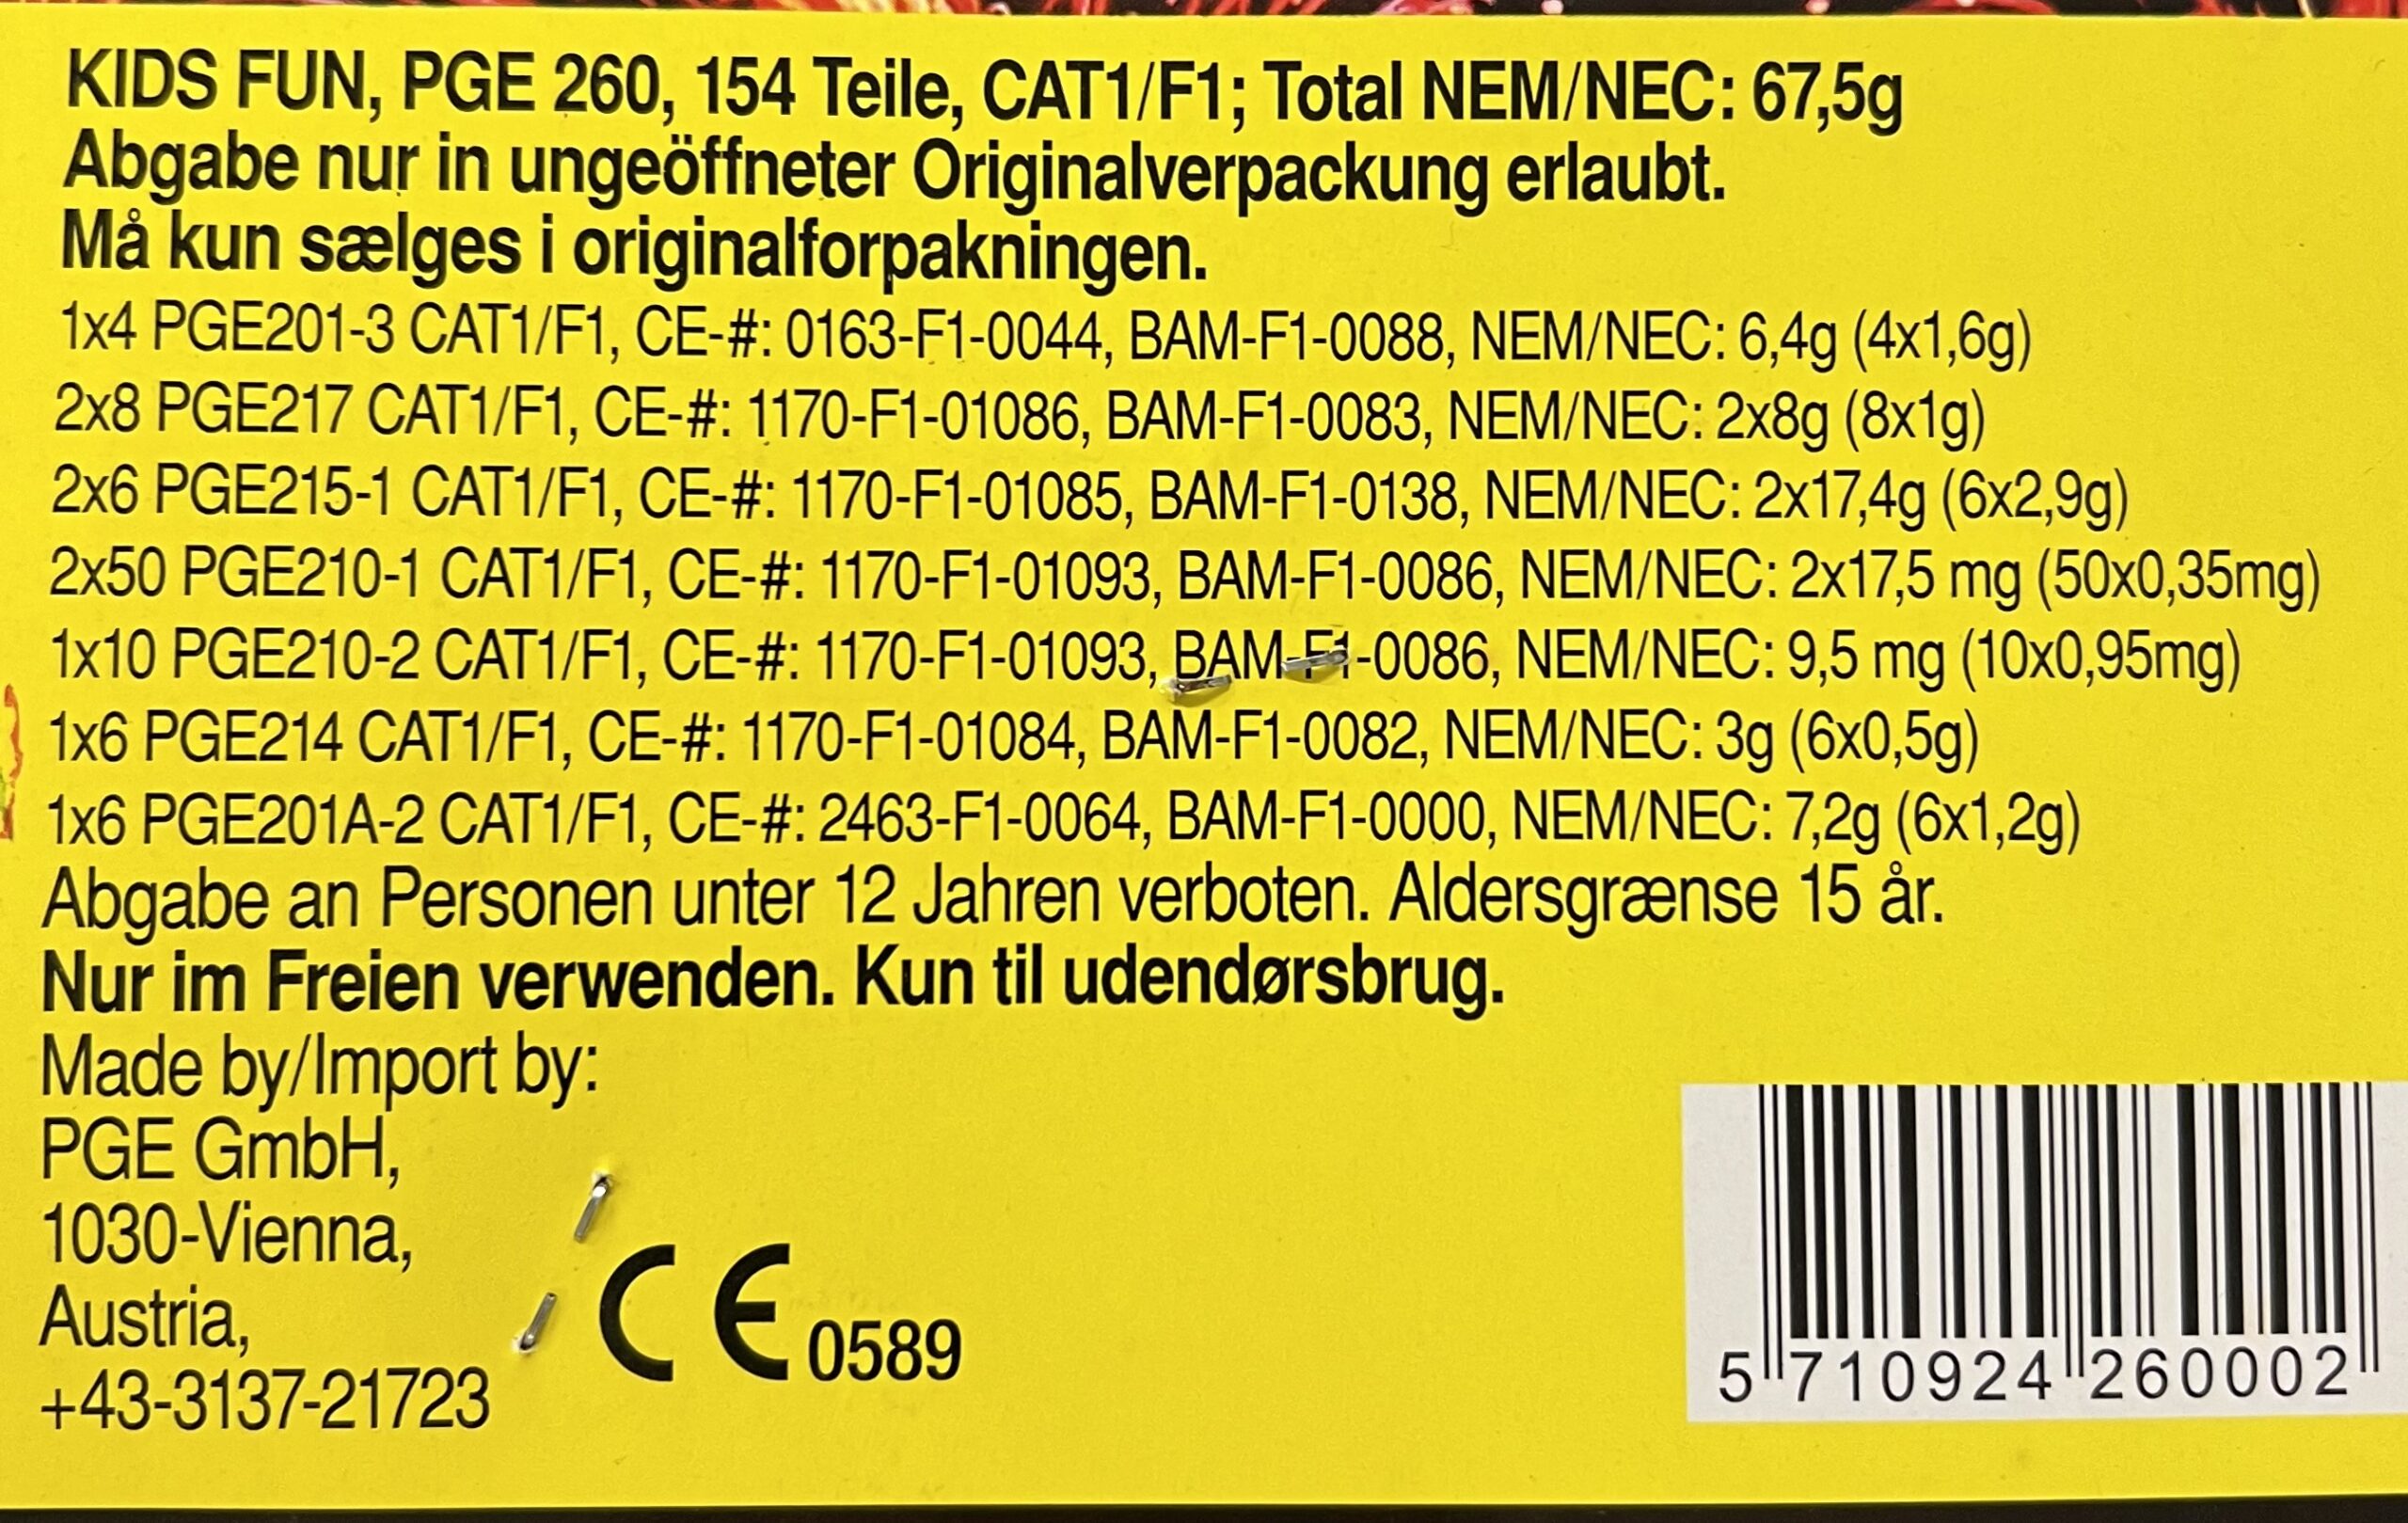 KIDS FUN, PGE 260, 154 Teile, CAT1/F1; Total NEM/NEC: 67,5g
Abgabe nur in ungeöffneter Originalverpackung erlaubt.
Må kun sælges i originalforpakningen.
1x4 PGE201-3 CAT1/F1, CE-#: 0163-F1-0044, BAM-F1-0088, NEM/NEC: 6,4g (4x1,6g)
2x8 PGE217 CAT1/F1, CE-#: 1170-F1-01086, BAM-F1-0083, NEM/NEC: 2x8g (8x1g)
2x6 PGE215-1 CAT1/F1, CE-#: 1170-F1-01085, BAM-F1-0138, NEM/NEC: 2x17,4g (6x2,9g)
2x50 PGE210-1 CAT1/F1, CE-#: 1170-F1-01093, BAM-F1-0086, NEM/NEC: 2x17,5 mg (50x0,35mg)
1x10 PGE210-2 CAT1/F1, CE-#: 1170-F1-01093, BAM-F1-0086, NEM/NEC: 9,5 mg (10x0,95mg)
1x6 PGE214 CAT1/F1, CE-#: 1170-F1-01084, BAM-F1-0082, NEM/NEC: 3g (6x0,5g)
1x6 PGE201A-2 CAT1/F1, CE-#: 2463-F1-0064, BAM-F1-0000, NEM/NEC: 7,2g (6x1,2g)
Abgabe an Personen unter 12 Jahren verboten. Aldersgrænse 15 år.
Nur im Freien verwenden. Kun til udendørsbrug.
Made by/Import by:
PGE GmbH,
1030-Vienna,
Austria,
+43-3137-21723
CE 0589
5 710924 260002